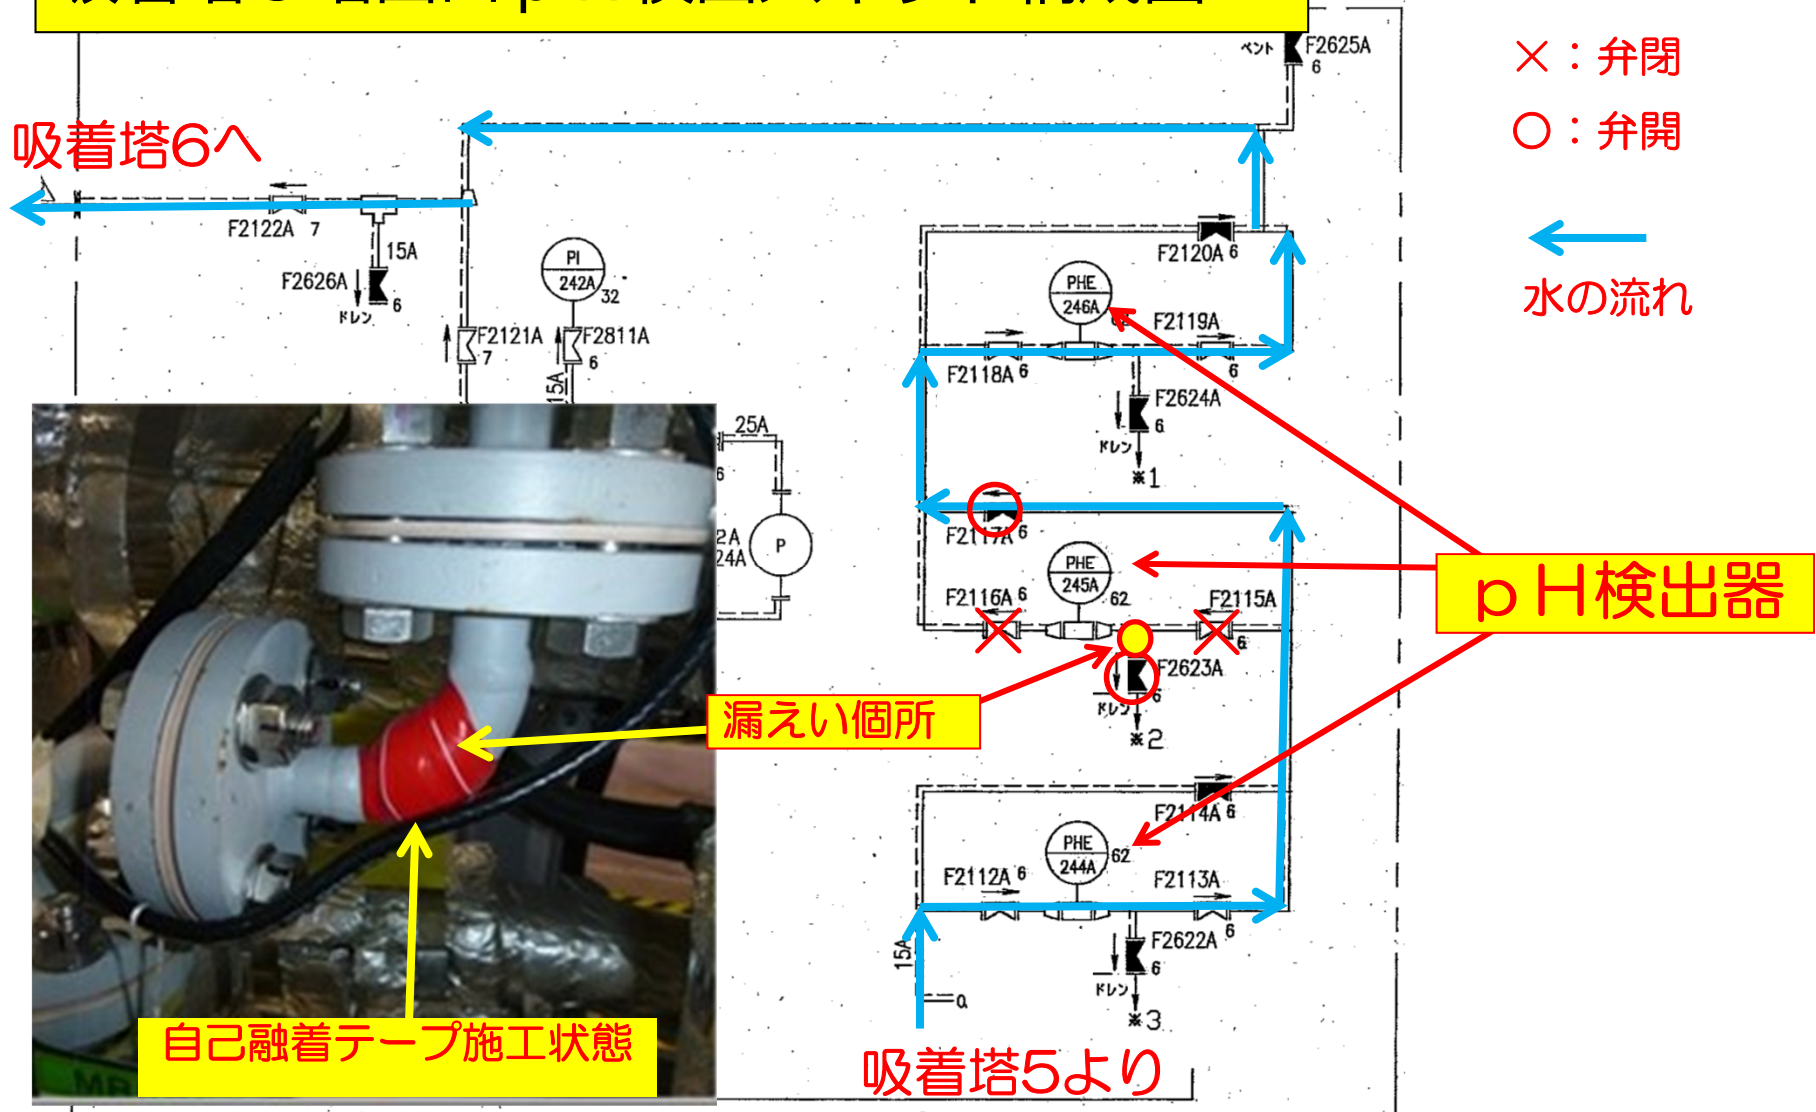 ベント
F2625A
6
×：弁閉
○：弁開
水の流れ
吸着塔6へ
F2122A 7
15A
F2626A
6
ドレン
PI
242A
32
F2121A
7
F2811A
6
15A
F2120A 6
PHE
246A
F2119A
6
F2118A 6
F2624A
6
ドレン
※1
25A
6
2A
24A
P
F2117A 6
PHE
245A
62
F2116A 6
F2115A
6
F2623A
6
ドレン
※2
ｐＨ検出器
漏えい個所
F2114A 6
PHE
244A
62
F2112A 6
F2113A
6
F2622A
6
ドレン
※3
15A
a
自己融着テープ施工状態
吸着塔5より